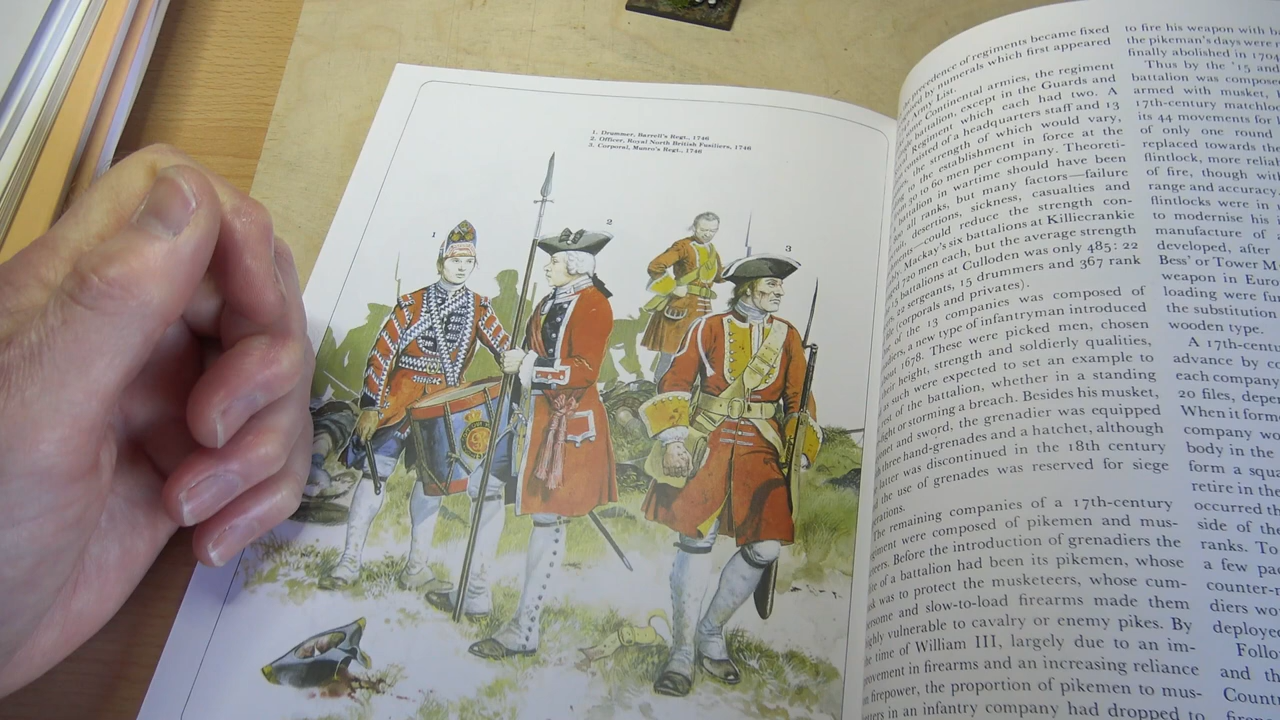 1. Drummer, Barrell's Regt., 1746
2. Officer, Royal North British Fusiliers, 1746
3. Corporal, Munro's Regt., 1746
1
2
3
precedence of regiments became fixed
by numerals which first appeared
Army List.
Continental armies, the regiment
battalion, except in the Guards and
Regiment which each had two. A
consisted of a headquarters staff and 13
the strength of which would vary,
to the establishment in force at the
30 to 60 men per company. Thus a
battalion in wartime should have been
ranks, but many factors—failure
desertions, sickness, casualties and
could reduce the strength con-
Mackay's six battalions at Killiecrankie
men each, but the average strength
battalions at Culloden was only 485: 22
sergeants, 15 drummers and 367 rank
(corporals and privates).
the 13 companies was composed of
a new type of infantryman introduced
1678. These were picked men, chosen
height, strength and soldierly qualities,
such were expected to set an example to
of the battalion, whether in a standing
or storming a breach. Besides his musket,
and sword, the grenadier was equipped
three hand-grenades and a hatchet, although
latter was discontinued in the 18th century
the use of grenades was reserved for siege
The remaining companies of a 17th-century
were composed of pikemen and mus-
Before the introduction of grenadiers the
of a battalion had been its pikemen, whose
was to protect the musketeers, whose cum-
and slow-to-load firearms made them
vulnerable to cavalry or enemy pikes. By
time of William III, largely due to an im-
in firearms and an increasing reliance
firepower, the proportion of pikemen to mus-
in an infantry company had dropped to
to fire his weapon with
the pikeman's days were
finally abolished in 170
Thus by the '15 and
battalion was compos
armed with musket,
17th-century matchlo
its 44 movements for
of only one round
placed towards the
flintlock, more relia
of fire, though with
range and accuracy.
flintlocks were in
to modernise his
manufacture of
developed, after
Bess' or Tower M
weapon in Euro
loading were fu
the substitution
wooden type.
A 17th-centu
advance by co
each company
20 files, depe
When it form
company wo
body in the
form a squa
retire in the
occurred th
side of the
ranks. To
a few pac
counter-m
diers wo
deployed
Follo
and th
Count